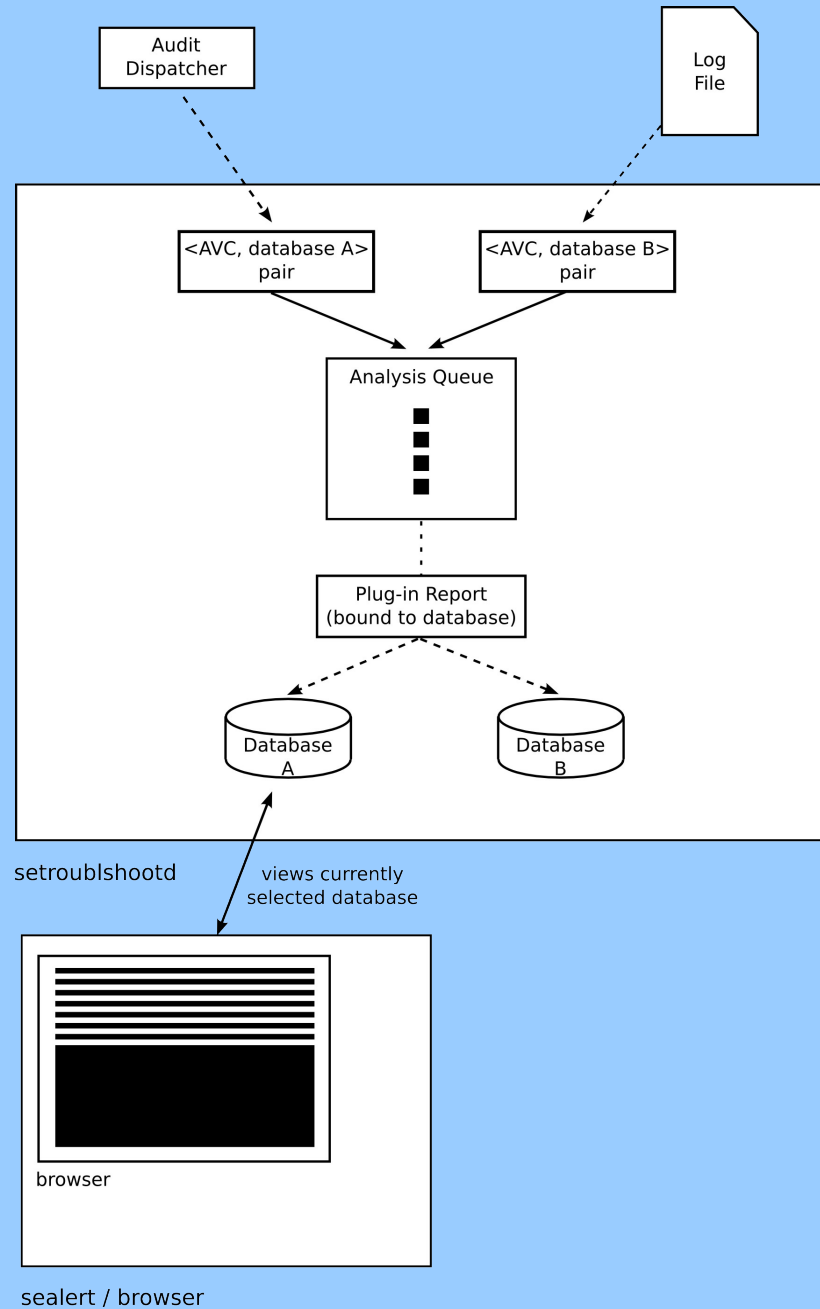 Audit
Dispatcher
Log
File
<AVC, database A>
pair
<AVC, database B>
pair
Analysis Queue
Plug-in Report
(bound to database)
Database
A
Database
B
setroublshootd
views currently
selected database
browser
sealert / browser